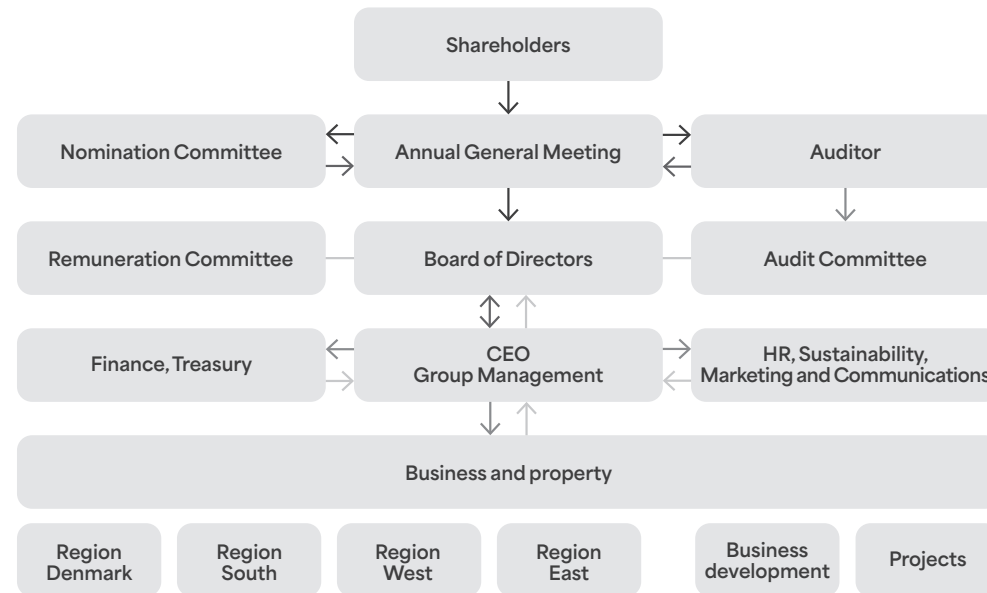 Shareholders
Nomination Committee
Annual General Meeting
Auditor
Remuneration Committee
Board of Directors
Audit Committee
Finance, Treasury
CEO
Group Management
HR, Sustainability,
Marketing and Communications
Business and property
Region
Denmark
Region
South
Region
West
Region
East
Business
development
Projects